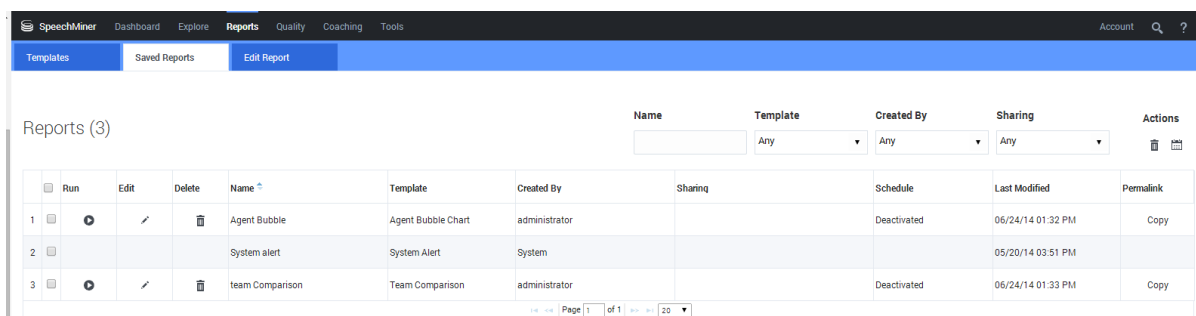 SpeechMiner Dashboard Explore Reports Quality Coaching Tools Account ?
Templates Saved Reports Edit Report
Name Template Created By Sharing Actions
Reports (3)
Any Any Any
Run Edit Delete Name Template Created By Sharing Schedule Last Modified Permalink
1 Agent Bubble Agent Bubble Chart administrator Deactivated 06/24/14 01:32 PM Copy
2 System alert System Alert System 05/20/14 03:51 PM
3 team Comparison Team Comparison administrator Deactivated 06/24/14 01:33 PM Copy
Page 1 of 1 20